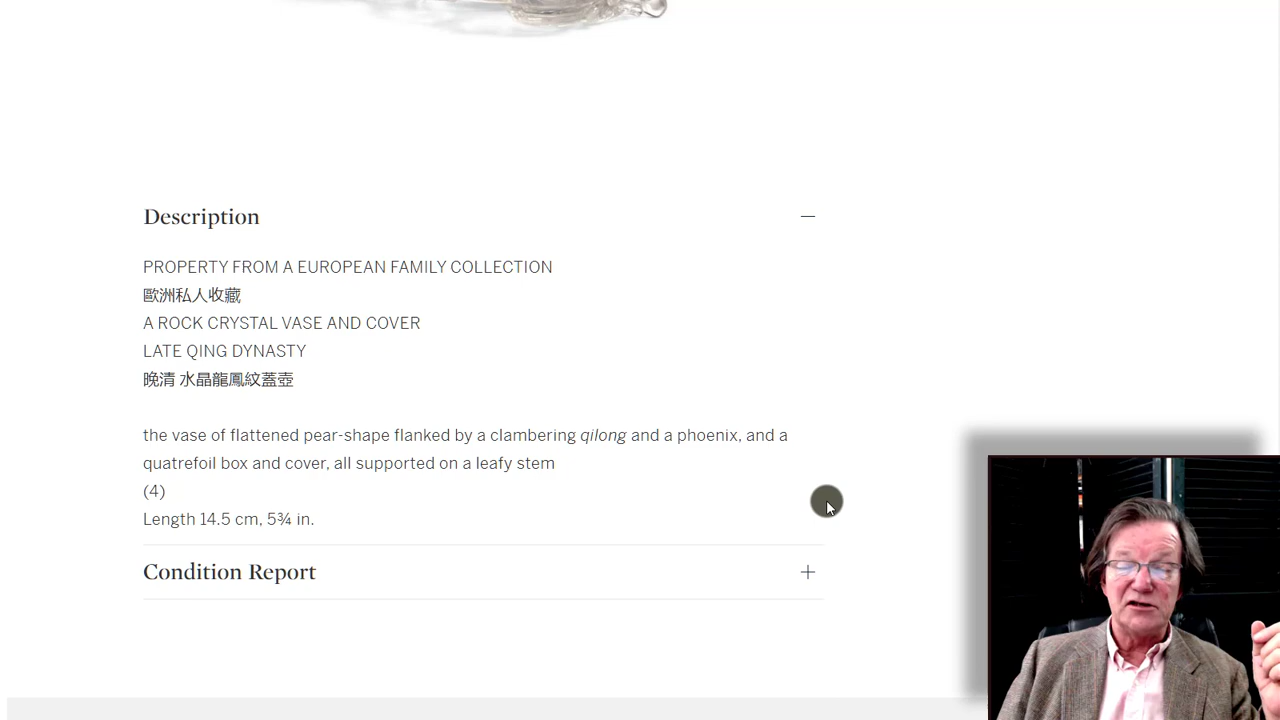 Description
PROPERTY FROM A EUROPEAN FAMILY COLLECTION
歐洲私人收藏
A ROCK CRYSTAL VASE AND COVER
LATE QING DYNASTY
晚清 水晶龍鳳紋蓋壺
the vase of flattened pear-shape flanked by a clambering qilong and a phoenix, and a
quatrefoil box and cover, all supported on a leafy stem
(4)
Length 14.5 cm, 5¾ in.
Condition Report